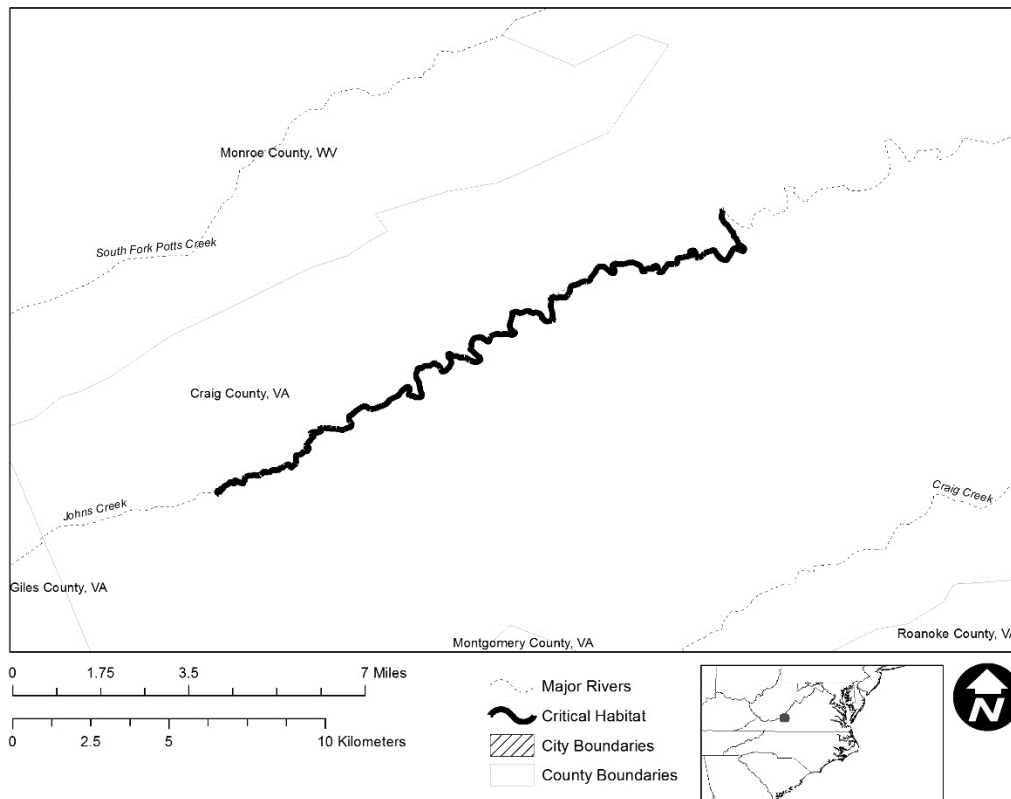 Monroe County, WV
South Fork Potts Creek
Craig County, VA
Craig Creek
Johns Creek
Giles County, VA
Roanoke County, VA
Montgomery County, VA
0 1.75 3.5 7 Miles
0 2.5 5 10 Kilometers
Major Rivers
Critical Habitat
City Boundaries
County Boundaries
N